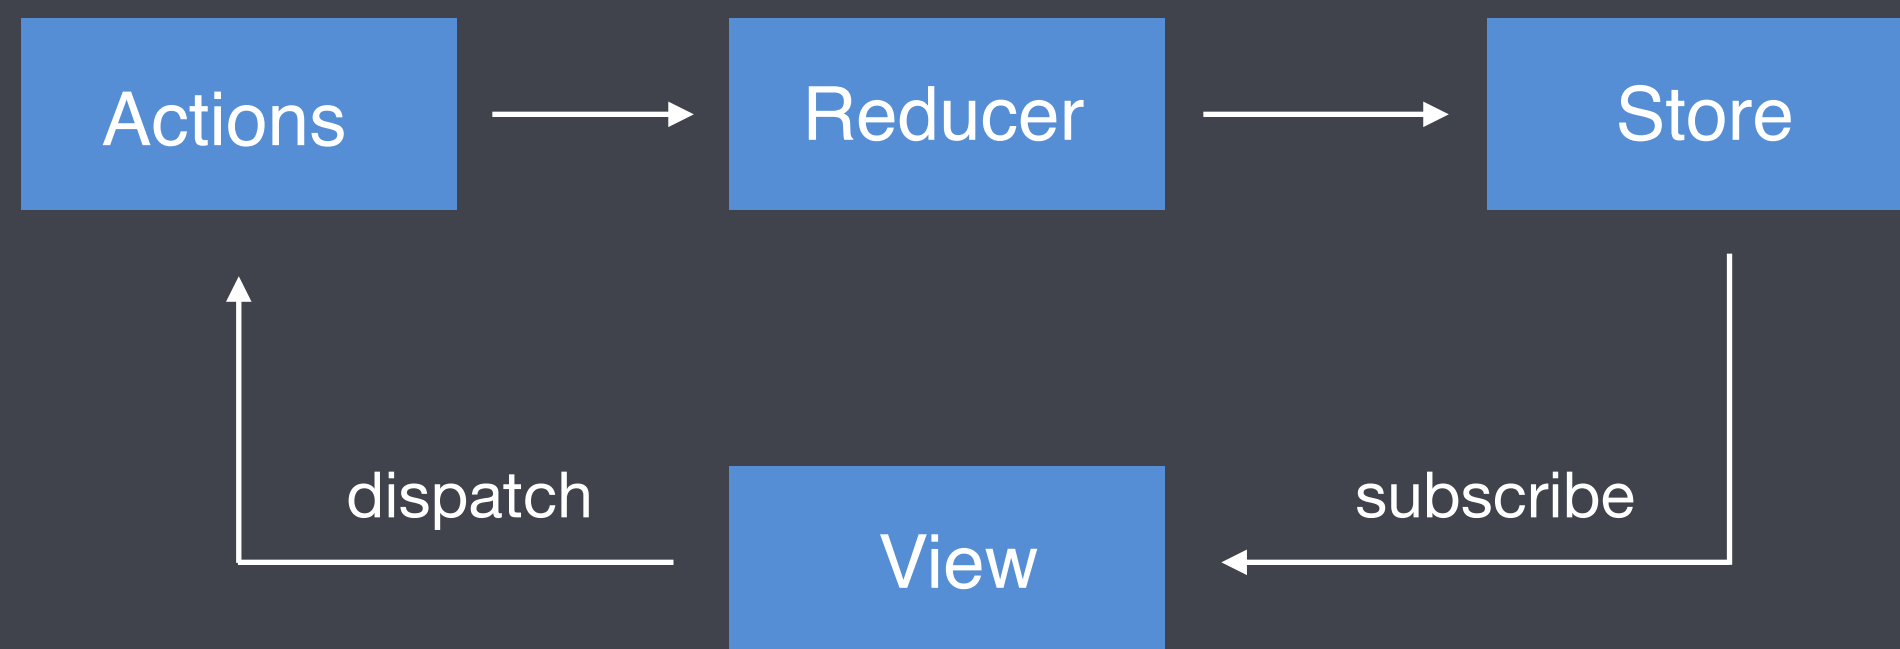 Actions
Reducer
Store
dispatch
subscribe
View